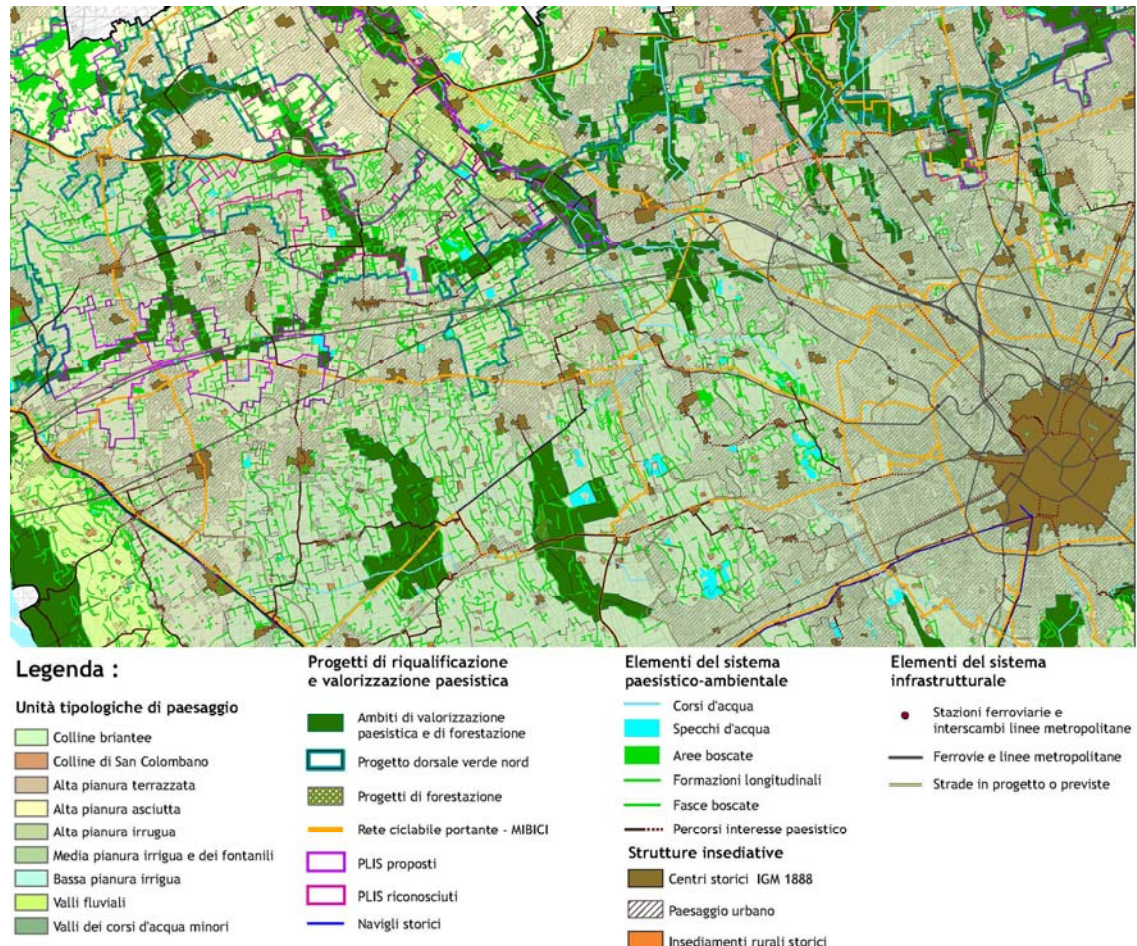 Legenda :
Unità tipologiche di paesaggio
Colline briantee
Colline di San Colombano
Alta pianura terrazzata
Alta pianura asciutta
Alta pianura irrugua
Media pianura irrigua e dei fontanili
Bassa pianura irrigua
Valli fluviali
Valli dei corsi d'acqua minori
Progetti di riqualificazione
e valorizzazione paesistica
Ambiti di valorizzazione
paesistica e di forestazione
Progetto dorsale verde nord
Progetti di forestazione
Rete ciclabile portante - MIBICI
PLIS proposti
PLIS riconosciuti
Navigli storici
Elementi del sistema
paesistico-ambientale
Corsi d'acqua
Specchi d'acqua
Aree boscate
Formazioni longitudinali
Fasce boscate
Percorsi interesse paesistico
Strutture insediative
Centri storici IGM 1888
Paesaggio urbano
Insediamenti rurali storici
Elementi del sistema
infrastrutturale
Stazioni ferroviarie e
interscambi linee metropolitane
Ferrovie e linee metropolitane
Strade in progetto o previste